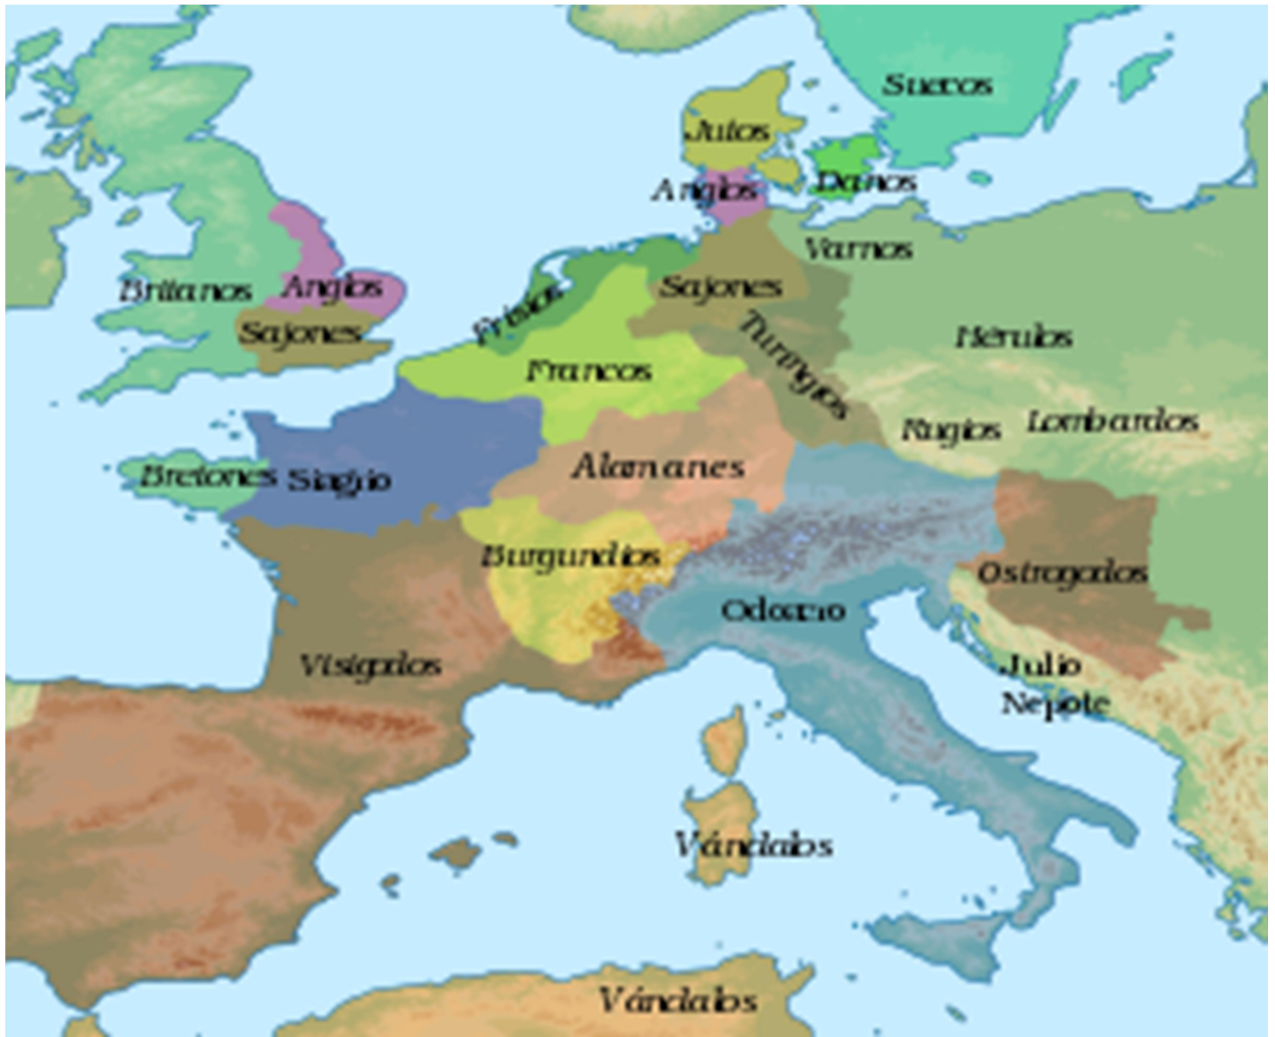 Suecos
Jutos
Anglos
Danos
Varnos
Britanos
Anglos
Sajones
Frisios
Sajones
Turingios
Hérulos
Francos
Rugios
Lombardos
Bretones
Siagrio
Alamanes
Burgundios
Ostrogodos
Odoacro
Visigodos
Julio
Nepote
Vándalos
Vándalos